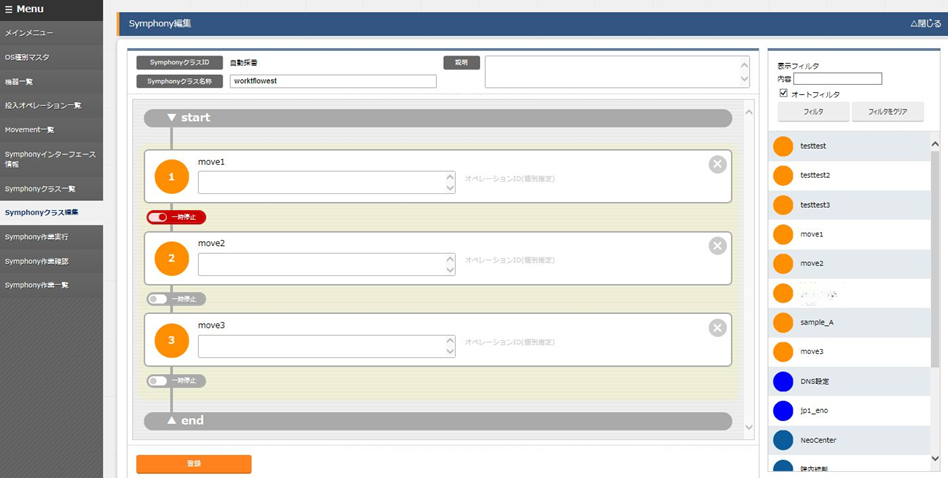 Menu
メインメニュー
OS種別マスタ
機器一覧
投入オペレーション一覧
Movement一覧
Symphonyインターフェース
情報
Symphonyクラス一覧
Symphonyクラス編集
Symphony作業実行
Symphony作業確認
Symphony作業一覧
Symphony編集
△閉じる
SymphonyクラスID 自動採番 説明
Symphonyクラス名称 worktflowest
▼ start
move1
1 オペレーションID(個別指定)
一時停止
move2
2 オペレーションID(個別指定)
一時停止
move3
3 オペレーションID(個別指定)
一時停止
▲ end
登録
表示フィルタ
内容
オートフィルタ
フィルタ フィルタをクリア
testtest
testtest2
testtest3
move1
move2
sample_A
move3
DNS設定
jp1_eno
NeoCenter